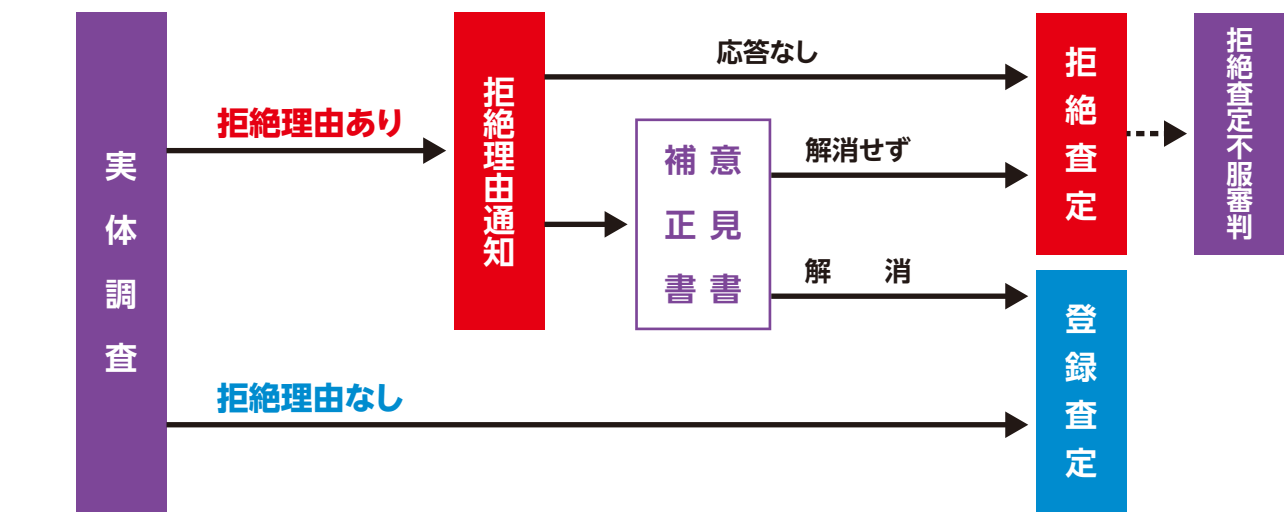 実体調査
拒絶理由あり
拒絶理由なし
拒絶理由通知
応答なし
意見書
補正書
解消せず
解　消
拒絶査定
登録査定
拒絶査定不服審判